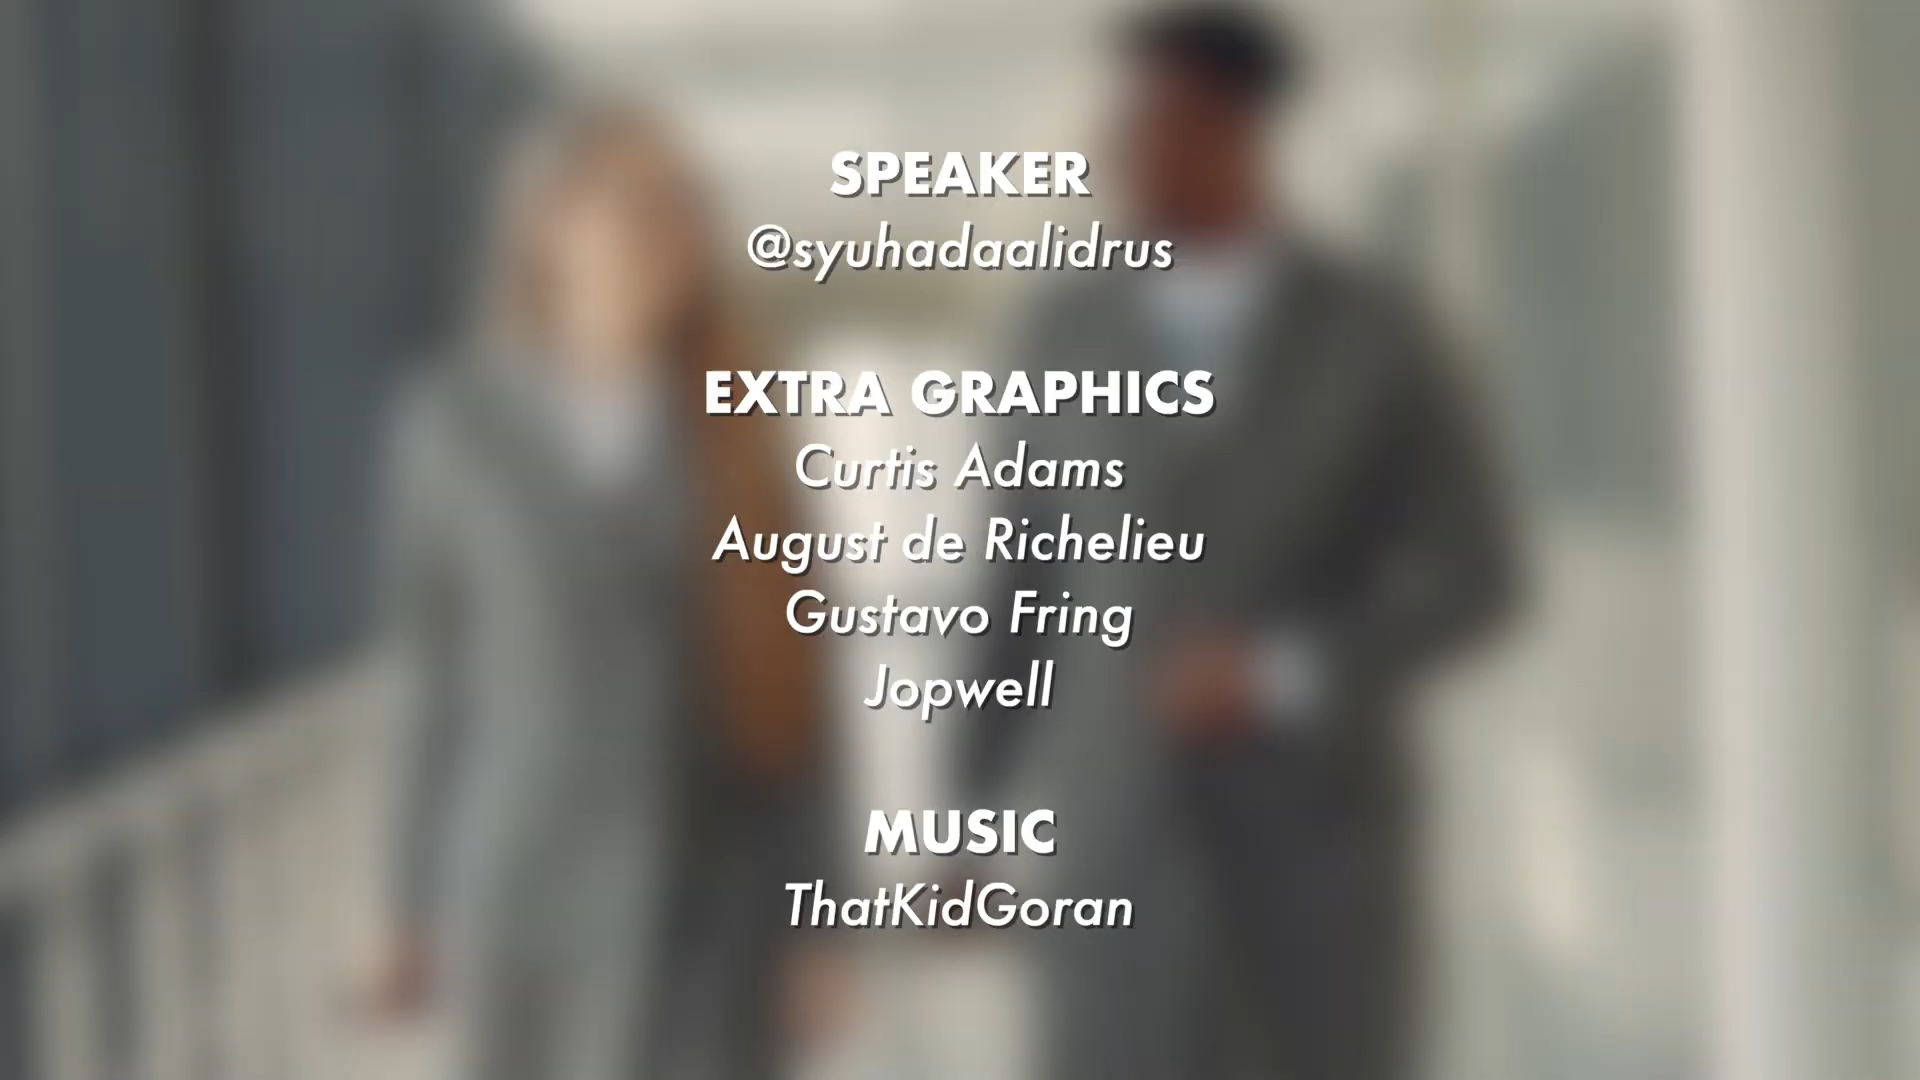 SPEAKER
@syuhadaalidrus
EXTRA GRAPHICS
Curtis Adams
August de Richelieu
Gustavo Fring
Jopwell
MUSIC
ThatKidGoran